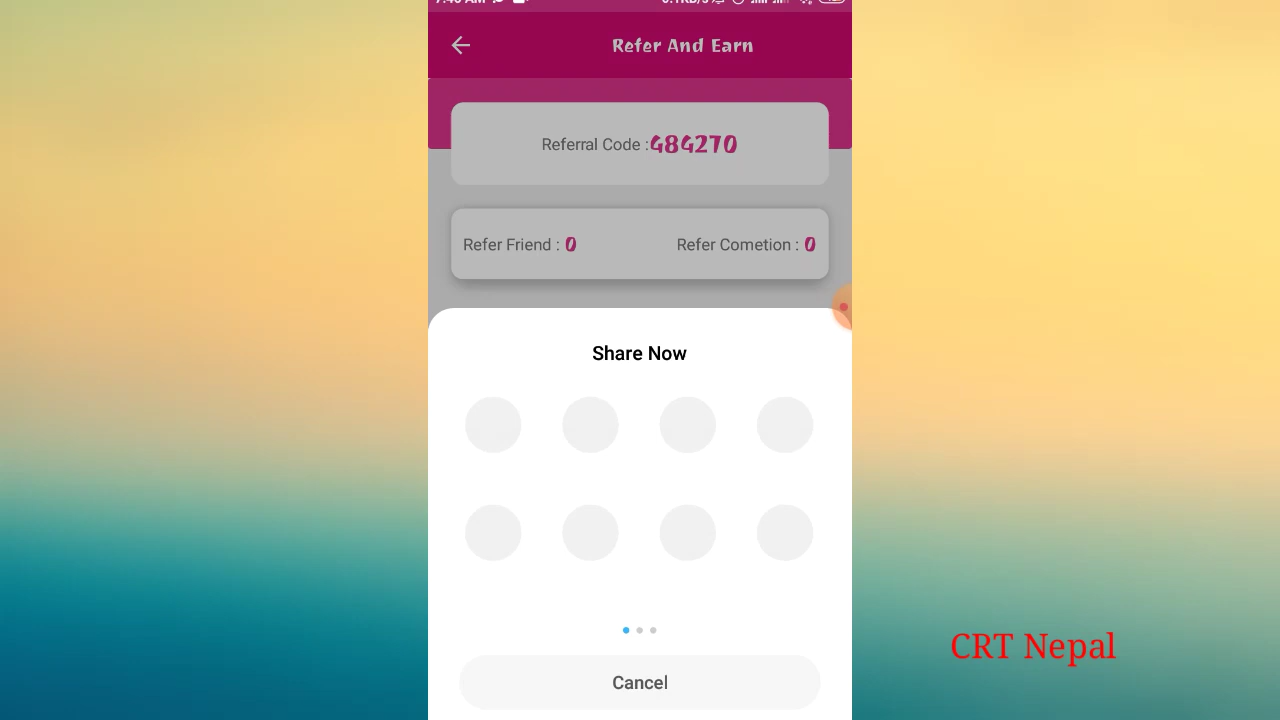 Refer And Earn
Referral Code :484270
Refer Friend : 0 Refer Cometion : 0
Share Now
Cancel
CRT Nepal